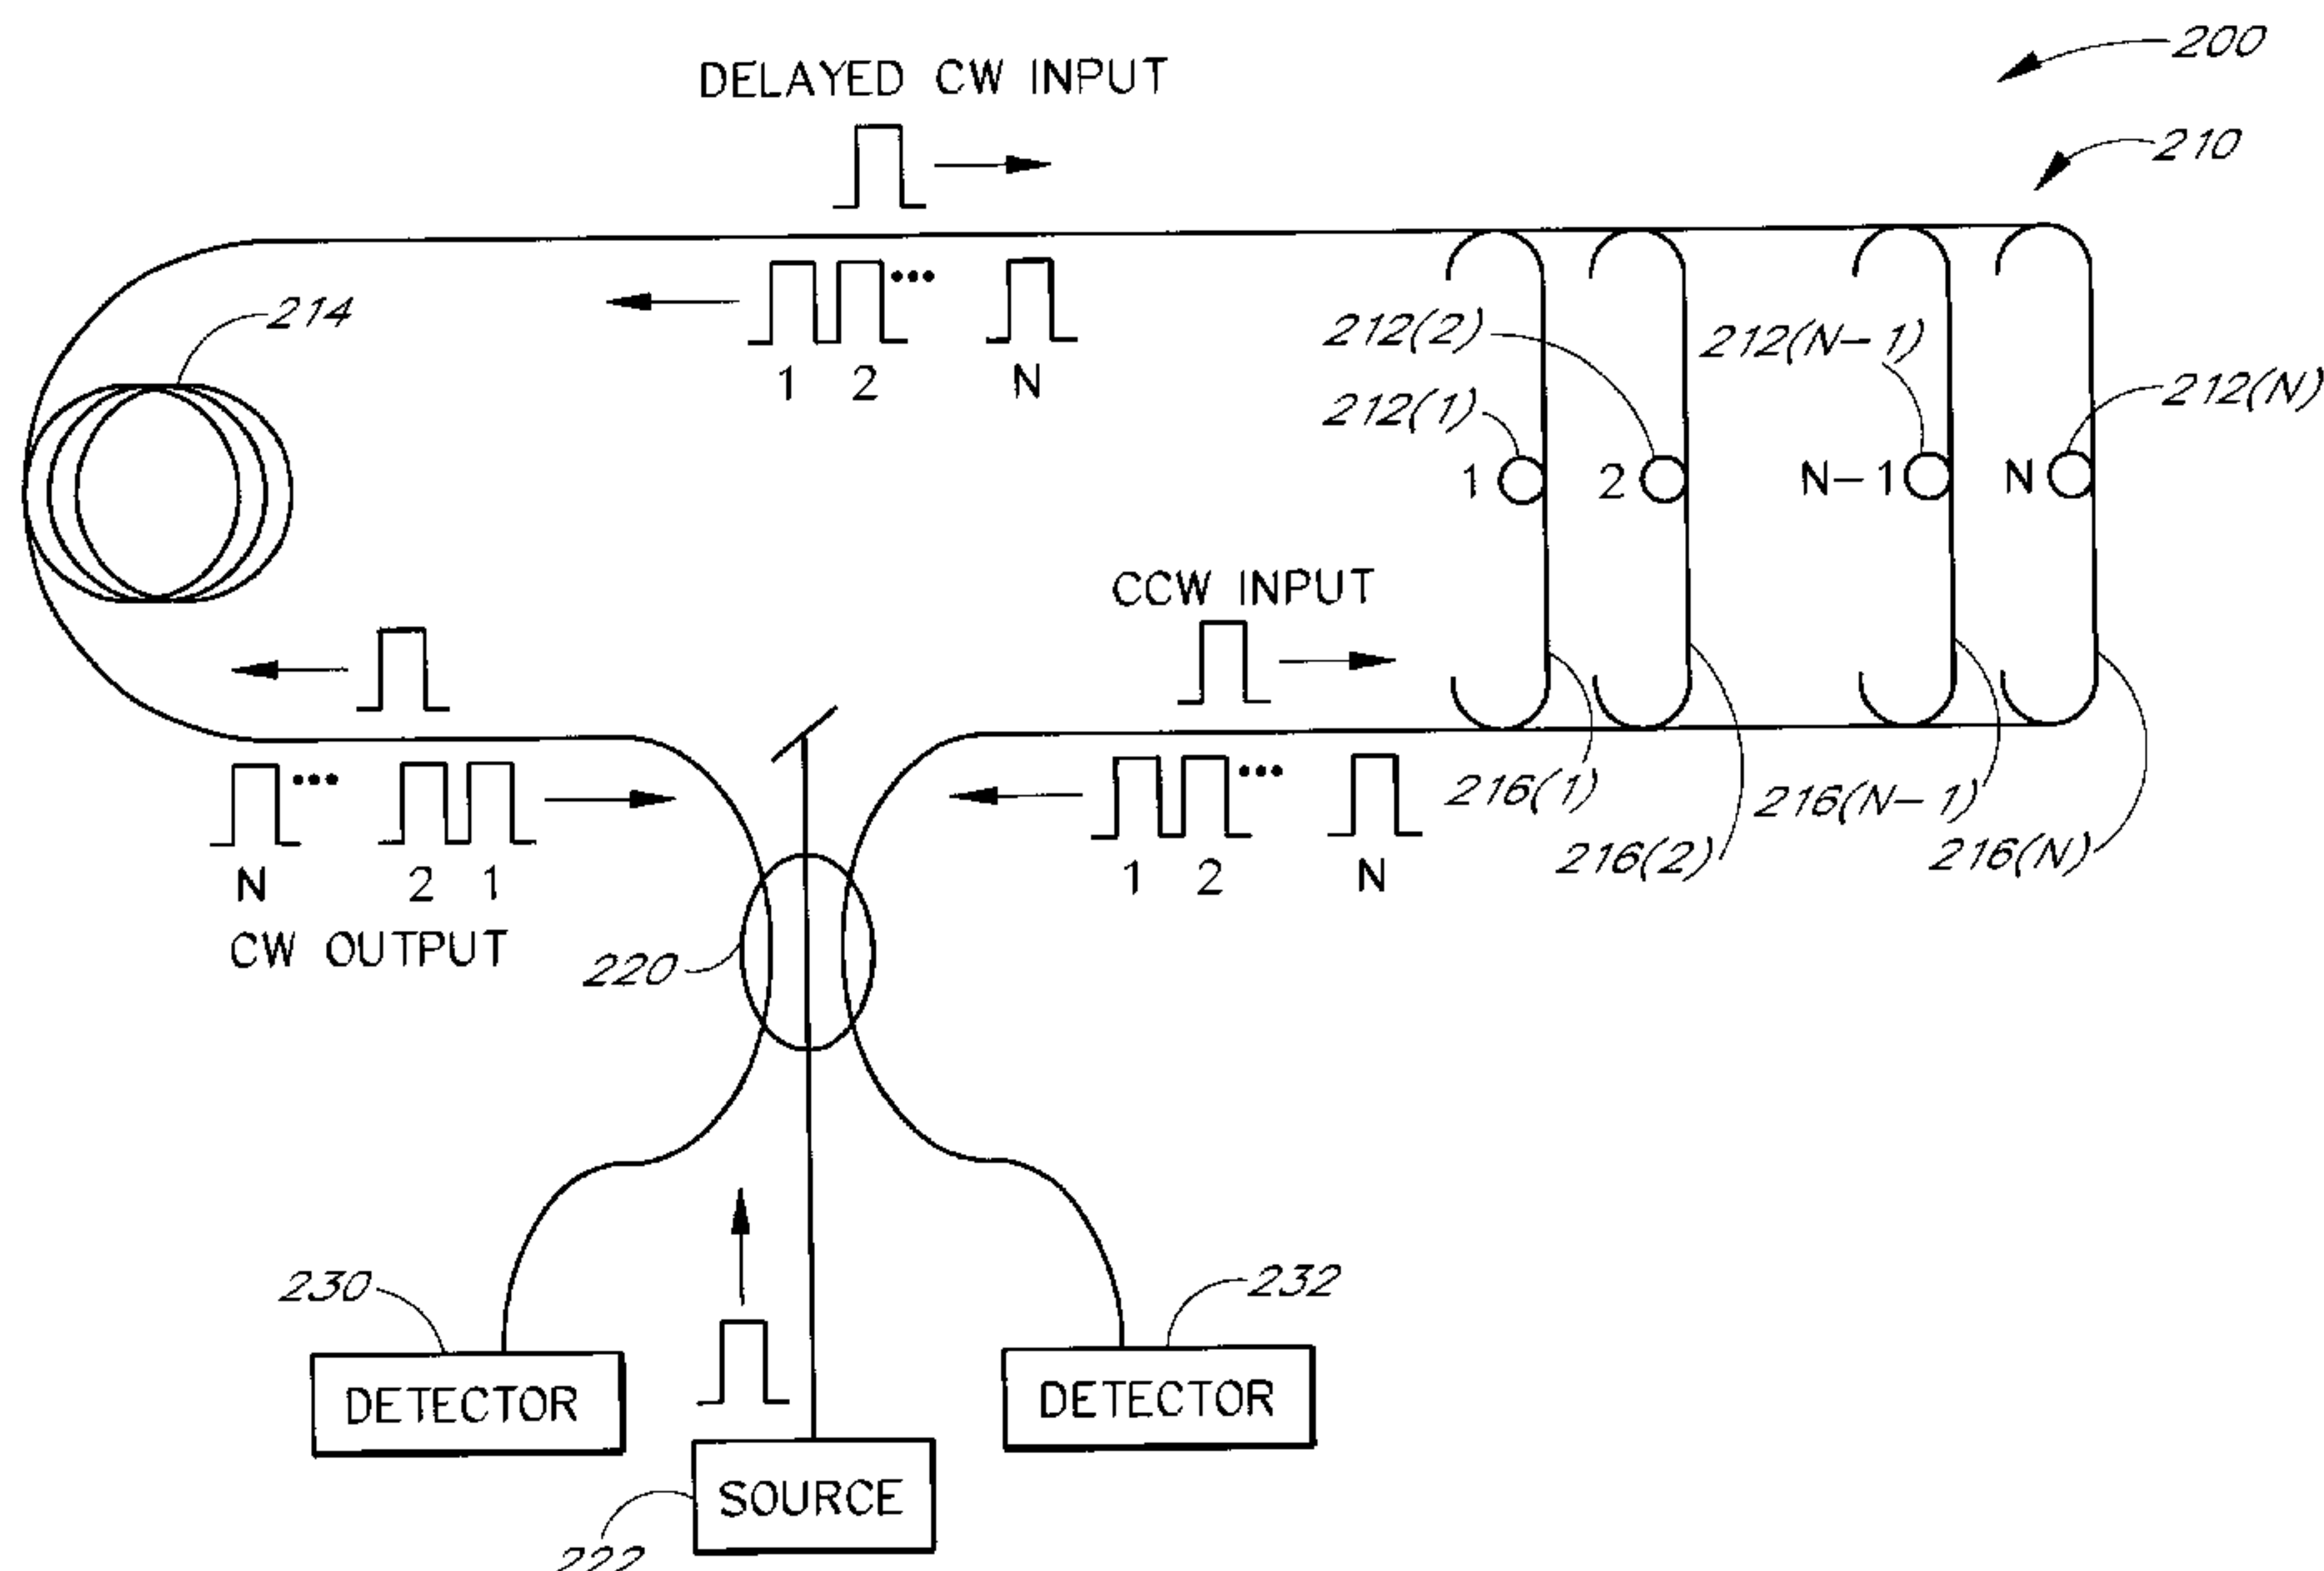 200
DELAYED CW INPUT
210
214
1 2 ••• N
212(2)
212(N-1)
212(1)
212(N)
1 2 N-1 N
CCW INPUT
N ••• 2 1
CW OUTPUT
1 2 ••• N
216(1)
216(N-1)
216(2)
216(N)
220
230
232
DETECTOR
DETECTOR
SOURCE
222